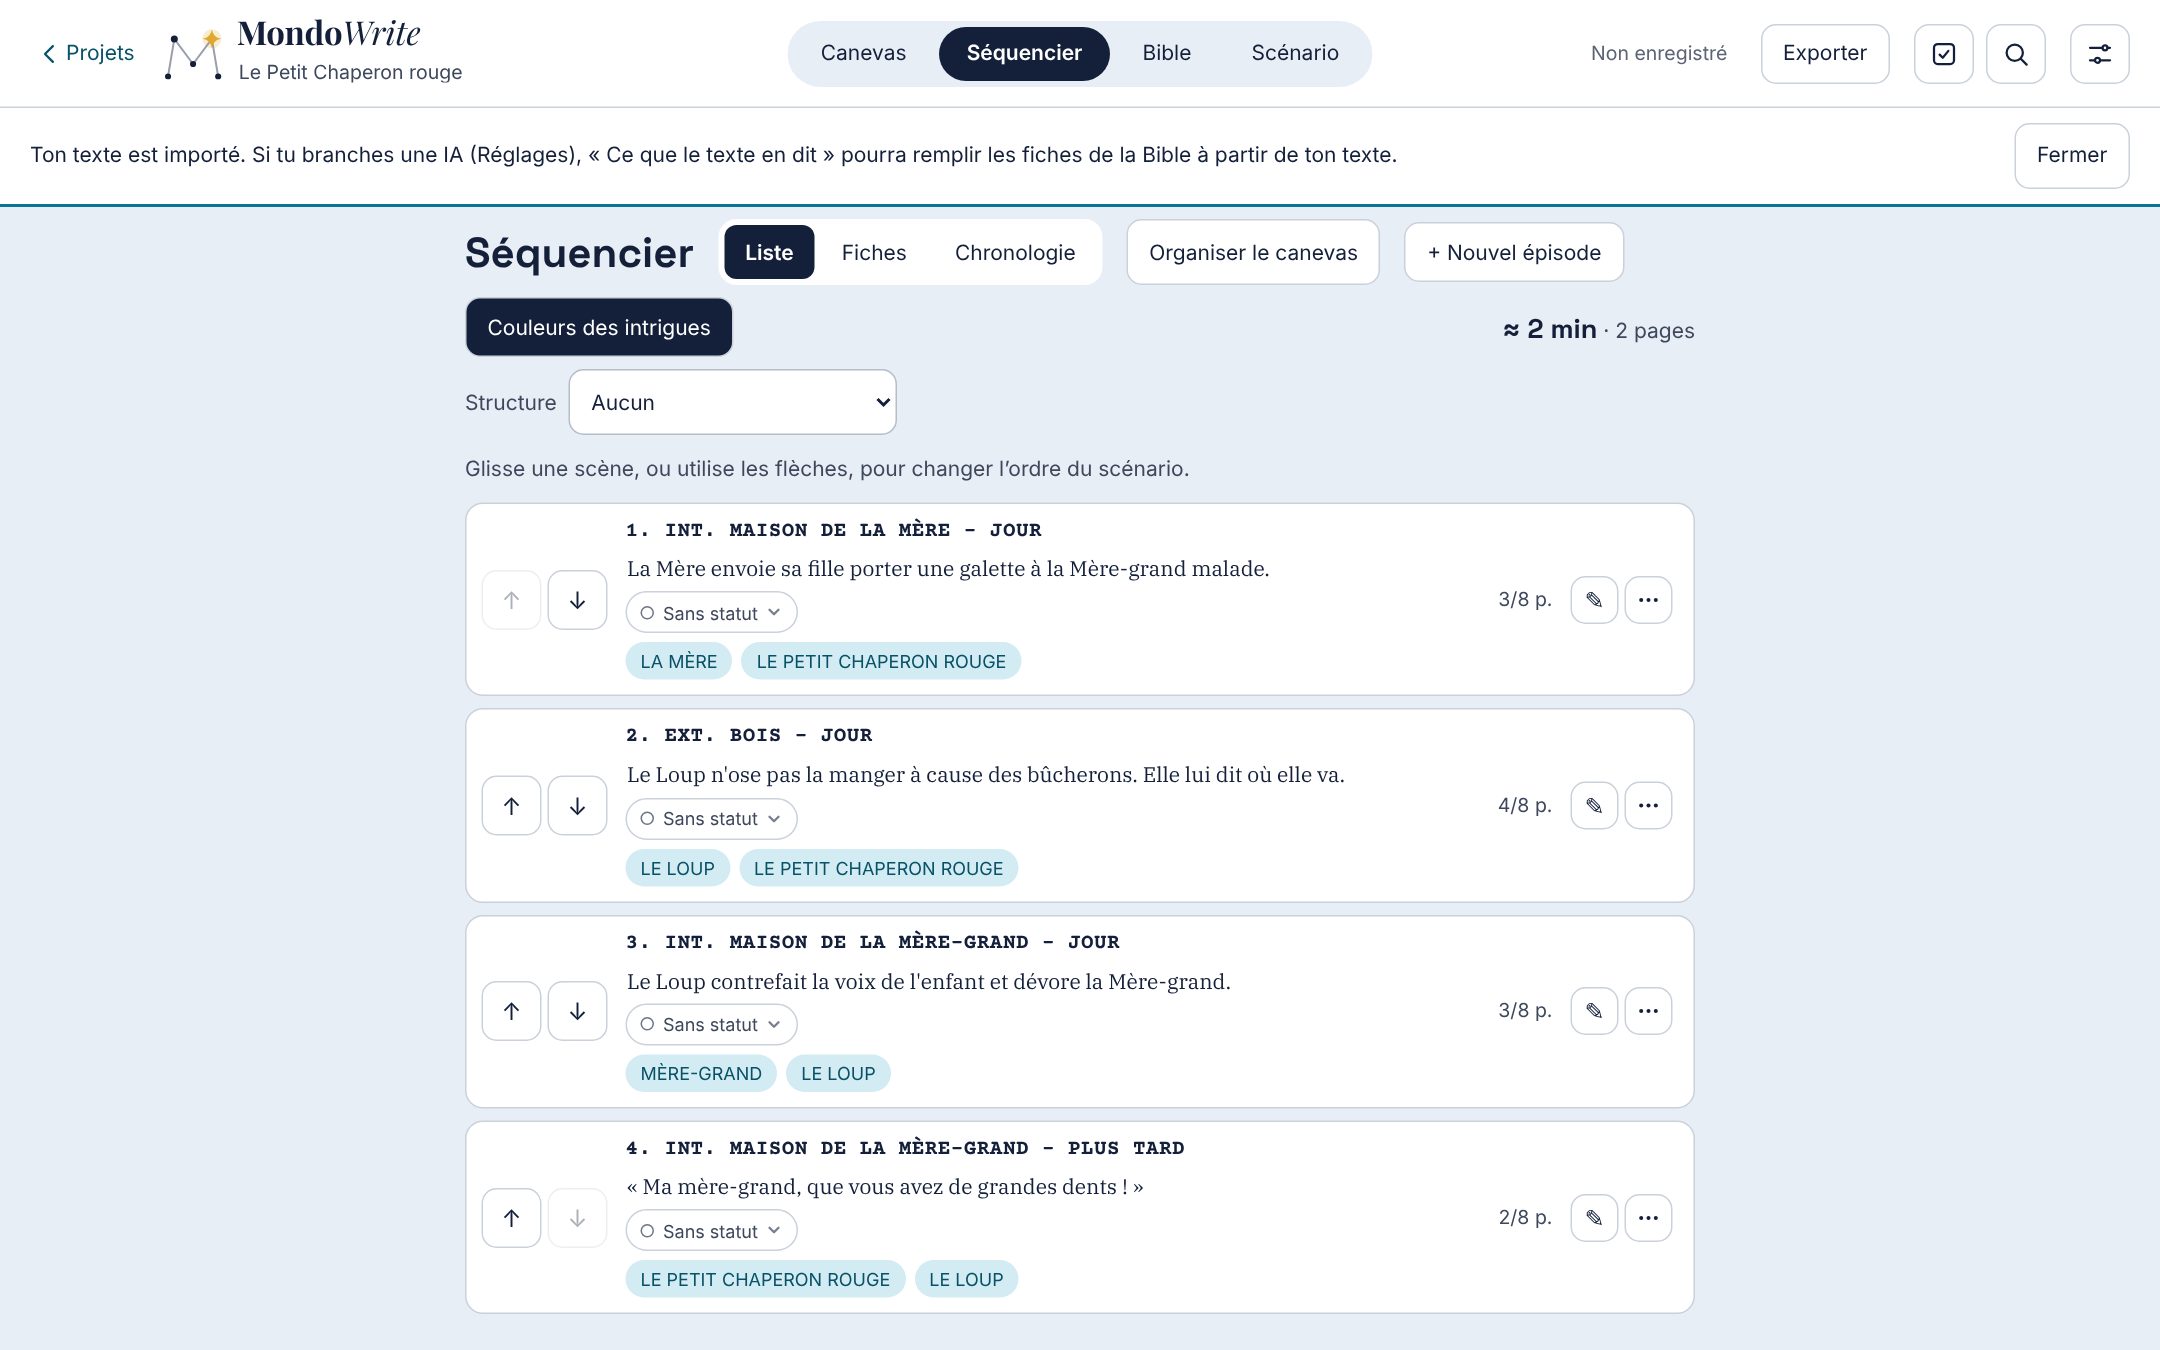 Projets
MondoWrite
Le Petit Chaperon rouge
Canevas
Séquencier
Bible
Scénario
Non enregistré
Exporter
Ton texte est importé. Si tu branches une IA (Réglages), « Ce que le texte en dit » pourra remplir les fiches de la Bible à partir de ton texte.
Fermer
Séquencier
Liste
Fiches
Chronologie
Organiser le canevas
+ Nouvel épisode
Couleurs des intrigues
≈ 2 min · 2 pages
Structure
Aucun
Glisse une scène, ou utilise les flèches, pour changer l’ordre du scénario.
1. INT. MAISON DE LA MÈRE - JOUR
La Mère envoie sa fille porter une galette à la Mère-grand malade.
Sans statut
LA MÈRE
LE PETIT CHAPERON ROUGE
3/8 p.
2. EXT. BOIS - JOUR
Le Loup n'ose pas la manger à cause des bûcherons. Elle lui dit où elle va.
Sans statut
LE LOUP
LE PETIT CHAPERON ROUGE
4/8 p.
3. INT. MAISON DE LA MÈRE-GRAND - JOUR
Le Loup contrefait la voix de l'enfant et dévore la Mère-grand.
Sans statut
MÈRE-GRAND
LE LOUP
3/8 p.
4. INT. MAISON DE LA MÈRE-GRAND - PLUS TARD
« Ma mère-grand, que vous avez de grandes dents ! »
Sans statut
LE PETIT CHAPERON ROUGE
LE LOUP
2/8 p.